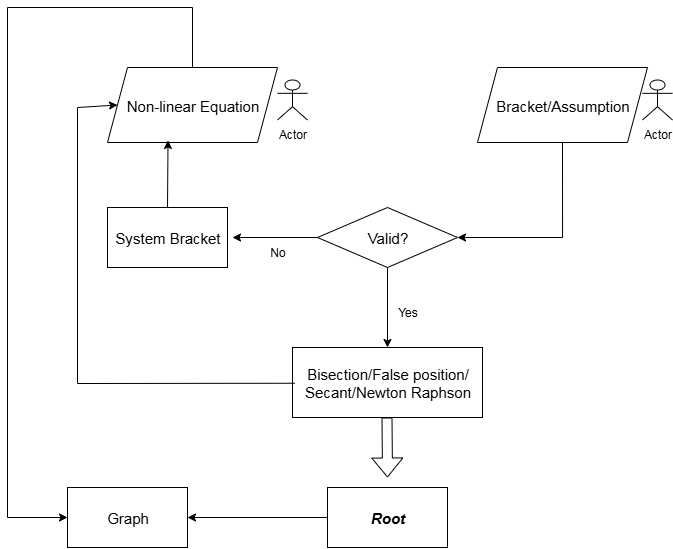 Non-linear Equation
Actor
Bracket/Assumption
Actor
System Bracket
No
Valid?
Yes
Bisection/False position/
Secant/Newton Raphson
Graph
Root